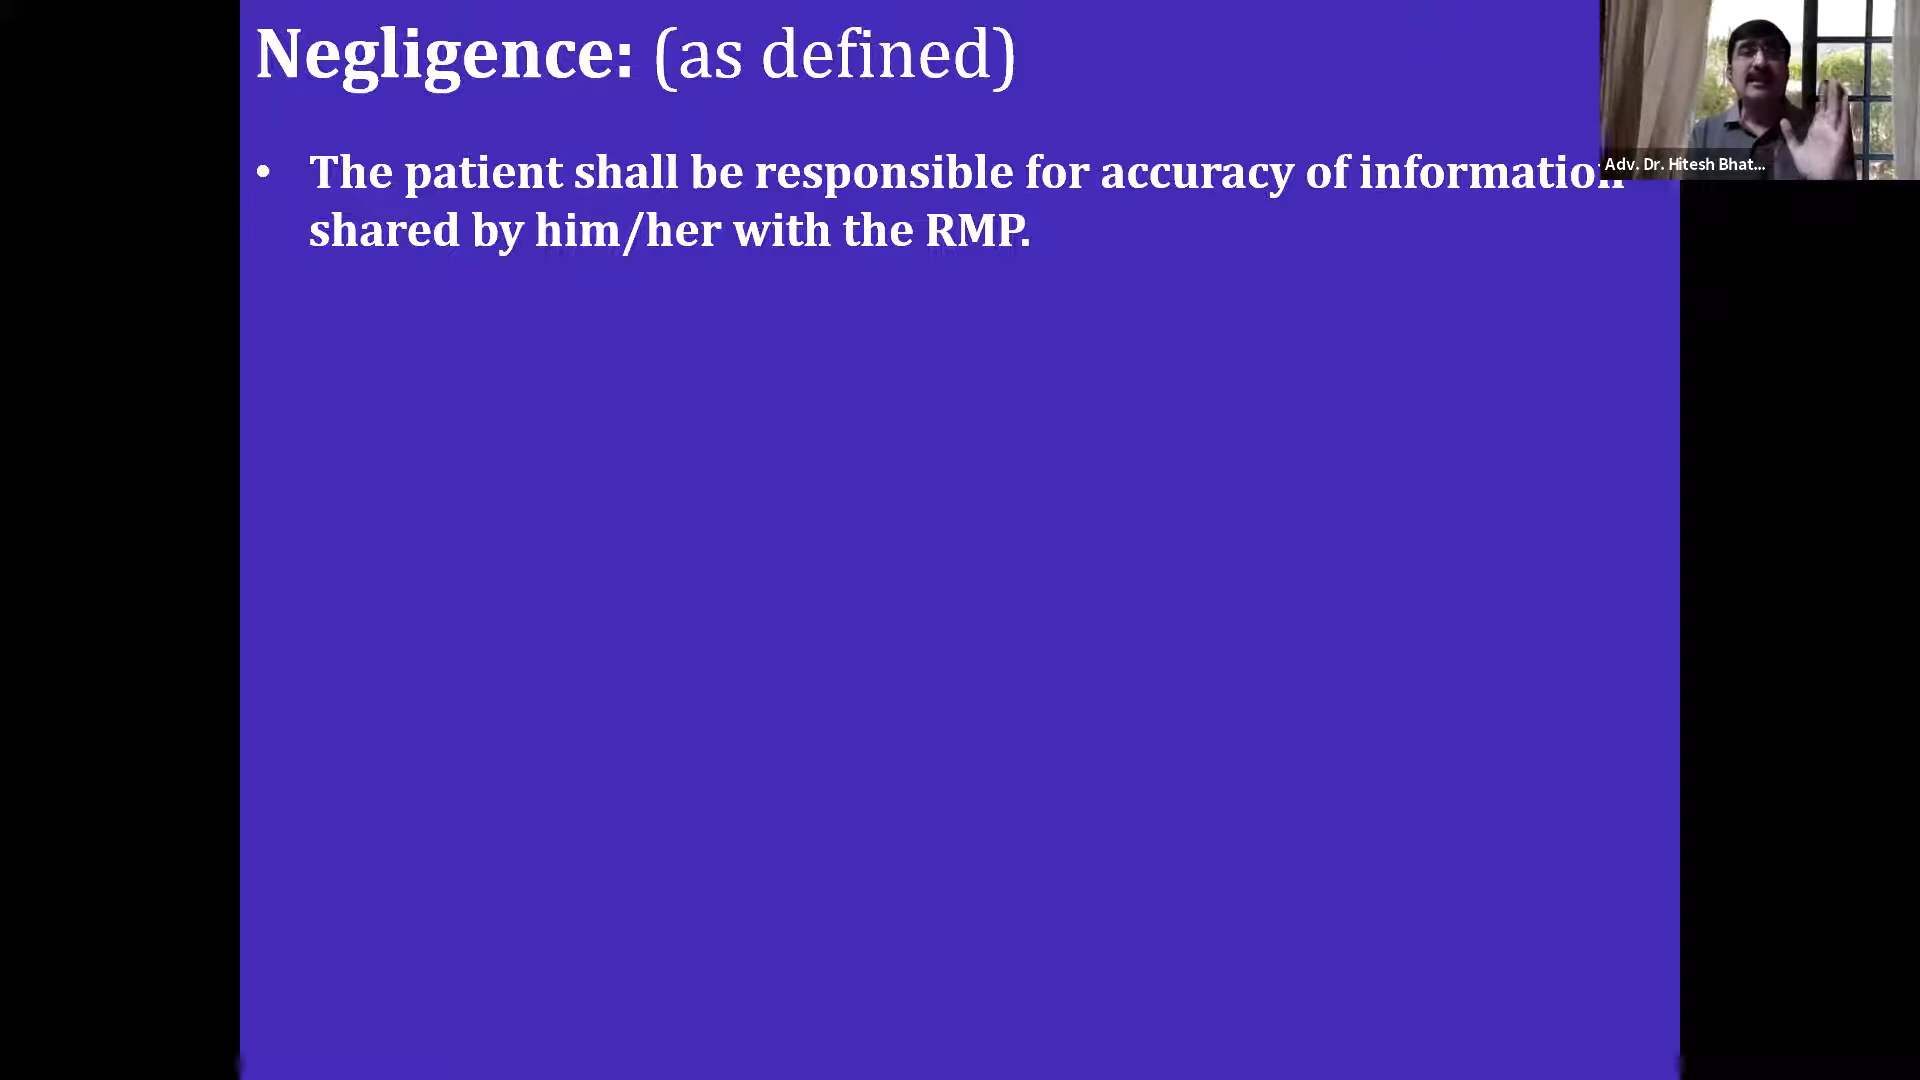 Negligence: (as defined)
• The patient shall be responsible for accuracy of information
shared by him/her with the RMP.
Adv. Dr. Hitesh Bhat...